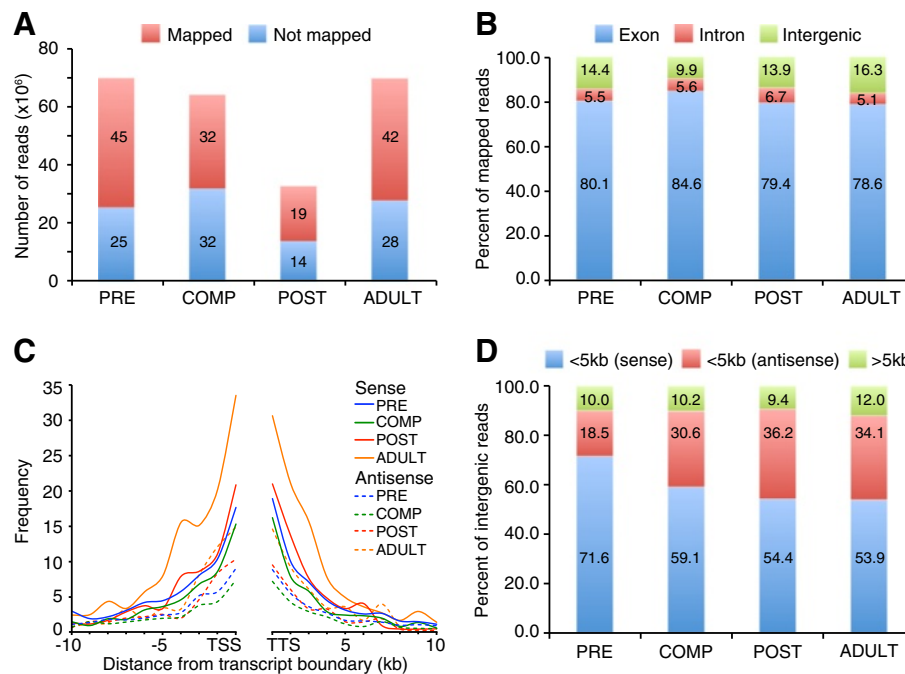 A
Mapped Not mapped
Number of reads (x10⁶)
80
60
40
20
0
45 32 19 42
25 32 14 28
PRE COMP POST ADULT
B
Exon Intron Intergenic
Percent of mapped reads
100.0
80.0
60.0
40.0
20.0
0.0
14.4 9.9 13.9 16.3
5.5 5.6 6.7 5.1
80.1 84.6 79.4 78.6
PRE COMP POST ADULT
C
Frequency
35
30
25
20
15
10
5
0
Sense
PRE
COMP
POST
ADULT
Antisense
PRE
COMP
POST
ADULT
-10 -5 TSS TTS 5 10
Distance from transcript boundary (kb)
D
<5kb (sense) <5kb (antisense) >5kb
Percent of intergenic reads
100.0
80.0
60.0
40.0
20.0
0.0
10.0 10.2 9.4 12.0
18.5 30.6 36.2 34.1
71.6 59.1 54.4 53.9
PRE COMP POST ADULT